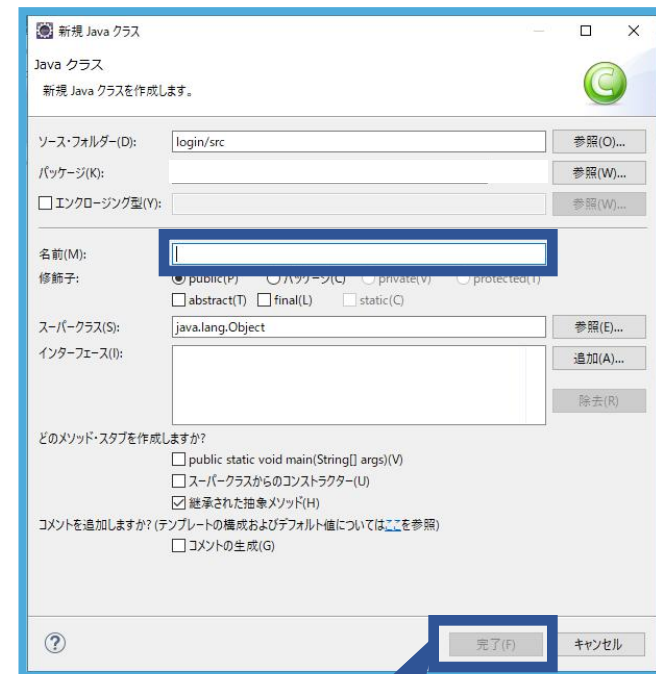 新規 Java クラス
Java クラス
新規 Java クラスを作成します。
ソース・フォルダー(D): login/src 参照(O)...
パッケージ(K): 参照(W)...
エンクロージング型(Y): 参照(W)...
名前(M):
修飾子: public(P) パッケージ(C) private(V) protected(T)
abstract(T) final(L) static(C)
スーパークラス(S): java.lang.Object 参照(E)...
インターフェース(I): 追加(A)...
除去(R)
どのメソッド・スタブを作成しますか?
public static void main(String[] args)(V)
スーパークラスからのコンストラクター(U)
継承された抽象メソッド(H)
コメントを追加しますか? (テンプレートの構成およびデフォルト値についてはここを参照)
コメントの生成(G)
? 完了(F) キャンセル